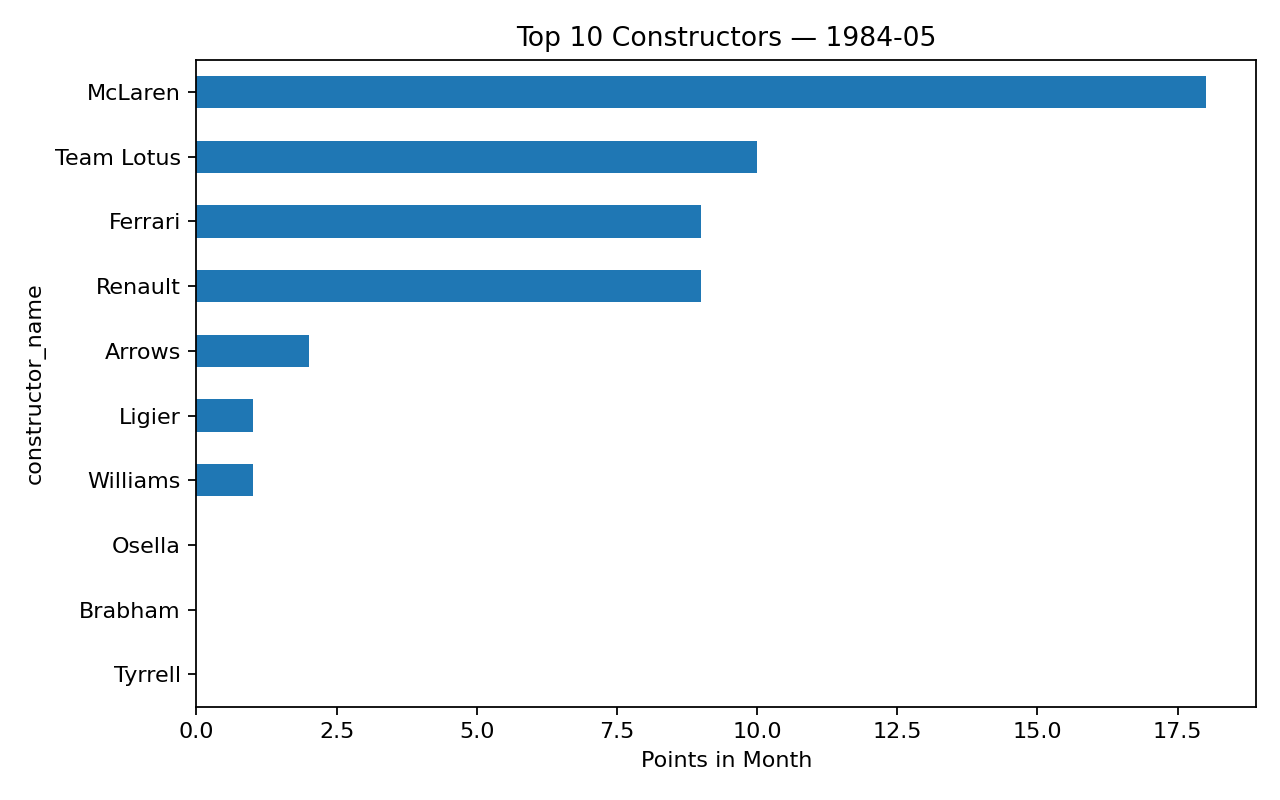 Top 10 Constructors — 1984-05
constructor_name
McLaren
Team Lotus
Ferrari
Renault
Arrows
Ligier
Williams
Osella
Brabham
Tyrrell
0.0 2.5 5.0 7.5 10.0 12.5 15.0 17.5
Points in Month